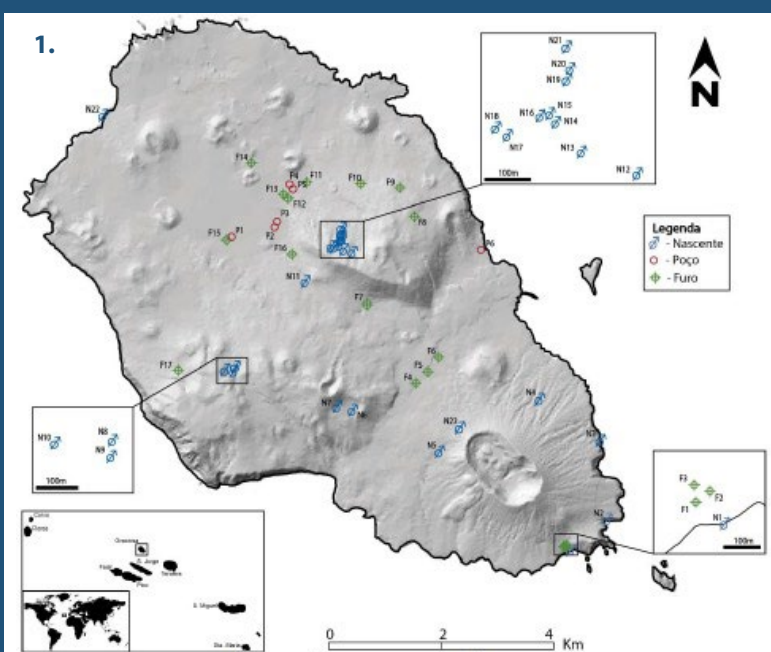 1.
N21
N20
N19
N16
N15
N14
N18
N17
N13
N12
100m
N
N22
F14
F4
P5
F11
F10
F9
F13
F12
F8
P3
P2
F15
P1
F16
N11
P6
Legenda
- Nascente
- Poço
- Furo
F7
F17
F6
F5
F4
N7
N6
N4
N23
N5
N3
N2
N10
N8
N9
100m
F3
F2
F1
N1
100m
Corvo
Flores
Graciosa
S. Jorge
Faial
Pico
Terceira
S. Miguel
Sta. Maria
0
2
4
Km